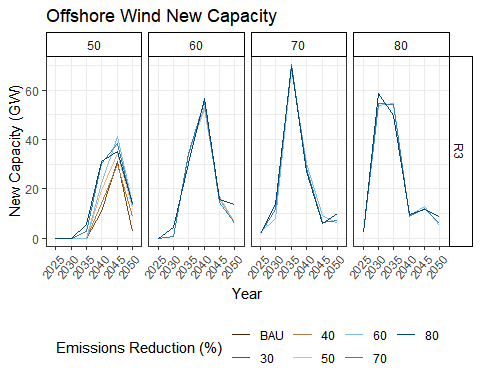 Offshore Wind New Capacity
50 60 70 80
New Capacity (GW)
60
40
20
0
R3
2025 2030 2035 2040 2045 2050 2025 2030 2035 2040 2045 2050 2025 2030 2035 2040 2045 2050 2025 2030 2035 2040 2045 2050
Year
Emissions Reduction (%)
BAU 40 60 80
30 50 70